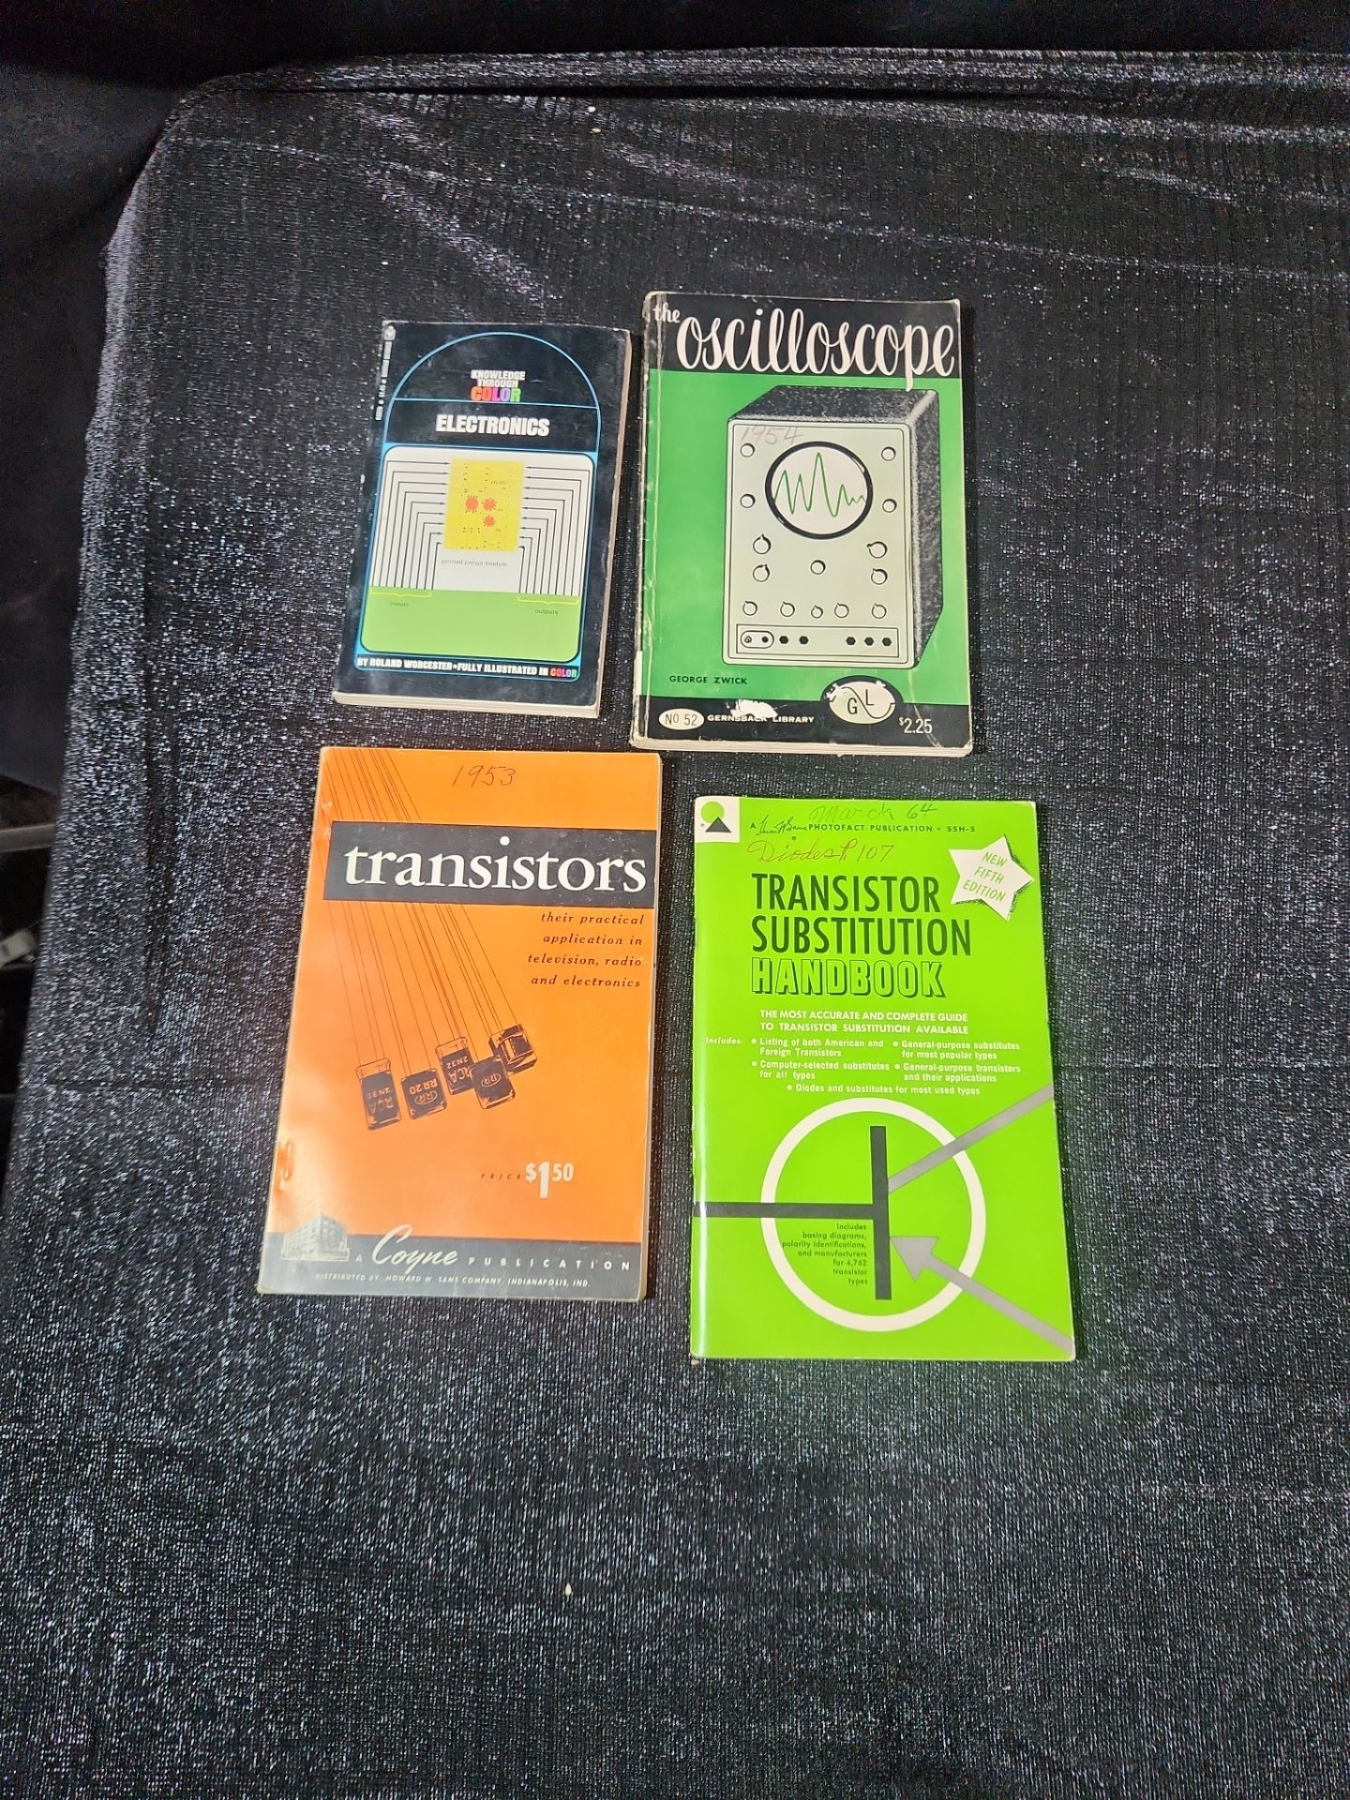 KNOWLEDGE
THROUGH
COLOR
ELECTRONICS
printed circuit module
inputs
outputs
BY ROLAND WORCESTER • FULLY ILLUSTRATED IN COLOR
the
oscilloscope
1954
GEORGE ZWICK
NO 52
GERNSBACK LIBRARY
GL
$2.25
1953
transistors
their practical
application in
television, radio
and electronics
RCA
2N32
RR20
PRICE $1.50
A Coyne PUBLICATION
DISTRIBUTED BY HOWARD W. SAMS COMPANY, INDIANAPOLIS, IND.
March 64
A PHOTOFACT PUBLICATION • SSH-5
Diodes P. 107
NEW
FIFTH
EDITION
TRANSISTOR
SUBSTITUTION
HANDBOOK
THE MOST ACCURATE AND COMPLETE GUIDE
TO TRANSISTOR SUBSTITUTION AVAILABLE
Includes:
• Listing of both American and
Foreign Transistors
• Computer-selected substitutes
for all types
• General-purpose substitutes
for most popular types
• General-purpose transistors
and their applications
• Diodes and substitutes for most used types
Includes
basing diagrams,
polarity identifications,
and manufacturers
for 4,762
transistor
types